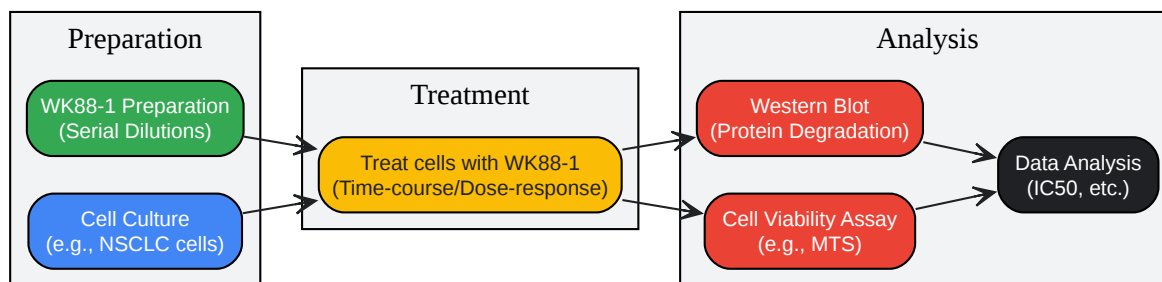 Preparation
WK88-1 Preparation
(Serial Dilutions)
Cell Culture
(e.g., NSCLC cells)
Treatment
Treat cells with WK88-1
(Time-course/Dose-response)
Analysis
Western Blot
(Protein Degradation)
Cell Viability Assay
(e.g., MTS)
Data Analysis
(IC50, etc.)